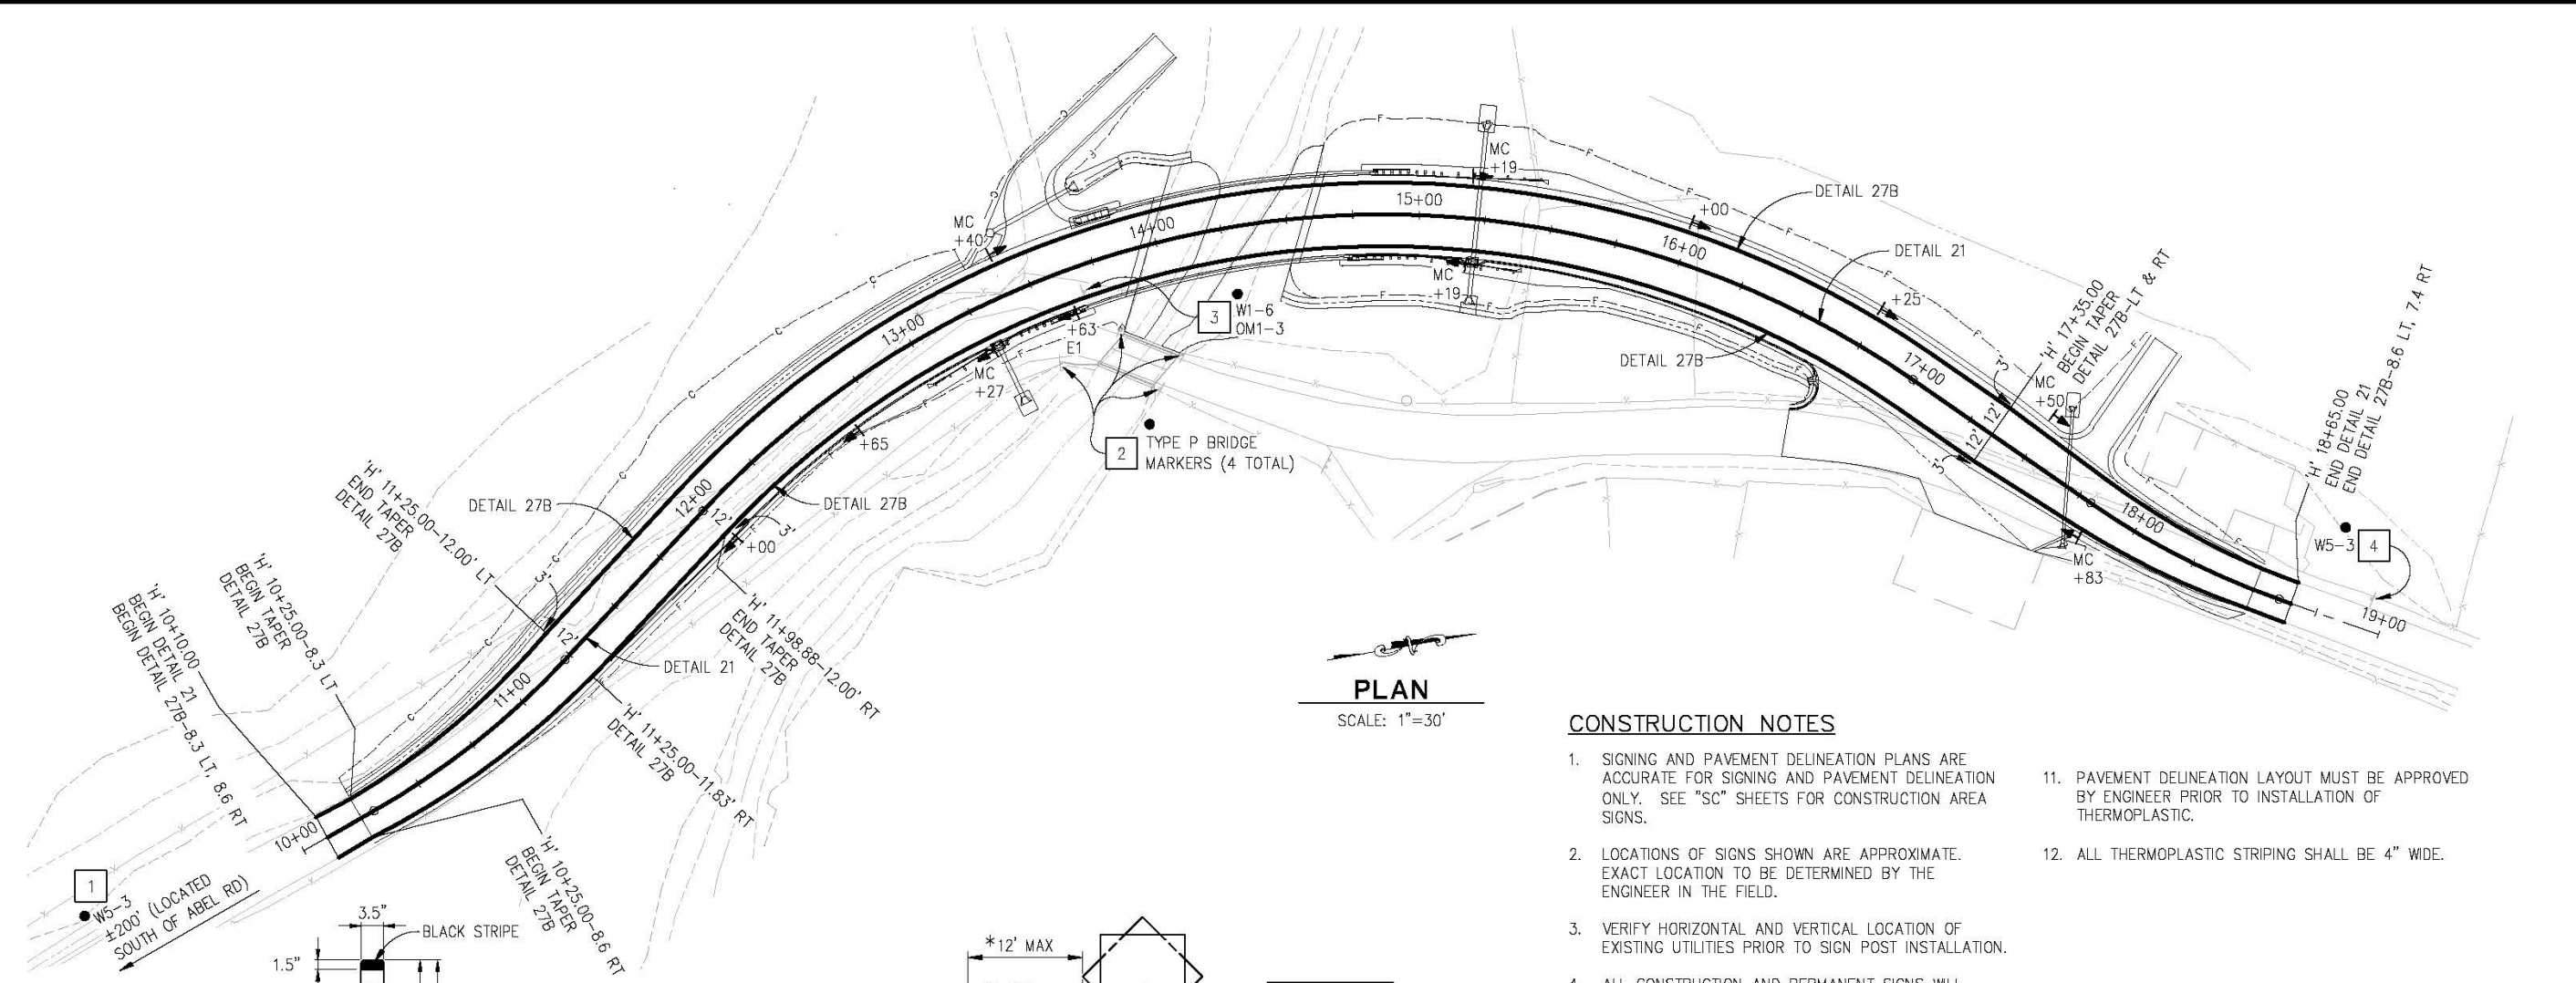 MC
+40
MC
+19
+00
DETAIL 27B
DETAIL 21
+25
'H' 17+35.00
BEGIN TAPER
DETAIL 27B-LT & RT
'H' 18+65.00
END DETAIL 21
END DETAIL 27B-8.6 LT, 7.4 RT
10+00
11+00
12+00
13+00
14+00
15+00
16+00
17+00
18+00
19+00
3
W1-6
OM1-3
MC
+19
+63
E1
MC
+27
+65
2
TYPE P BRIDGE
MARKERS (4 TOTAL)
DETAIL 27B
3'
12'
12'
3'
MC
+50
MC
+83
W5-3
4
DETAIL 27B
DETAIL 27B
12'
3'
+00
'H' 11+25.00-12.00' LT
END TAPER
DETAIL 27B
3'
12'
DETAIL 21
'H' 11+98.88-12.00' RT
END TAPER
DETAIL 27B
'H' 10+25.00-8.3 LT
BEGIN TAPER
DETAIL 27B
'H' 10+10.00
BEGIN DETAIL 21
BEGIN DETAIL 27B-8.3 LT, 8.6 RT
'H' 11+25.00-11.83' RT
DETAIL 27B
'H' 10+25.00-8.6 RT
BEGIN TAPER
DETAIL 27B
1
W5-3
±200' (LOCATED
SOUTH OF ABEL RD)
3.5"
BLACK STRIPE
1.5"
*12' MAX
PLAN
SCALE: 1"=30'
CONSTRUCTION NOTES
1. SIGNING AND PAVEMENT DELINEATION PLANS ARE
ACCURATE FOR SIGNING AND PAVEMENT DELINEATION
ONLY. SEE "SC" SHEETS FOR CONSTRUCTION AREA
SIGNS.
2. LOCATIONS OF SIGNS SHOWN ARE APPROXIMATE.
EXACT LOCATION TO BE DETERMINED BY THE
ENGINEER IN THE FIELD.
3. VERIFY HORIZONTAL AND VERTICAL LOCATION OF
EXISTING UTILITIES PRIOR TO SIGN POST INSTALLATION.
4. ALL CONSTRUCTION AND PERMANENT SIGNS WILL
11. PAVEMENT DELINEATION LAYOUT MUST BE APPROVED
BY ENGINEER PRIOR TO INSTALLATION OF
THERMOPLASTIC.
12. ALL THERMOPLASTIC STRIPING SHALL BE 4" WIDE.